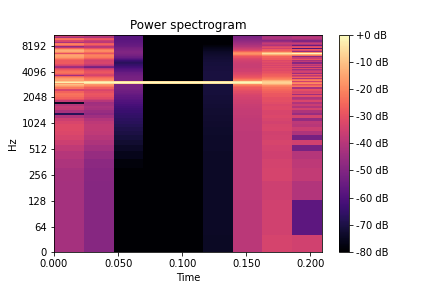 Power spectrogram
Hz
8192
4096
2048
1024
512
256
128
64
0
0.000 0.050 0.100 0.150 0.200
Time
+0 dB
-10 dB
-20 dB
-30 dB
-40 dB
-50 dB
-60 dB
-70 dB
-80 dB